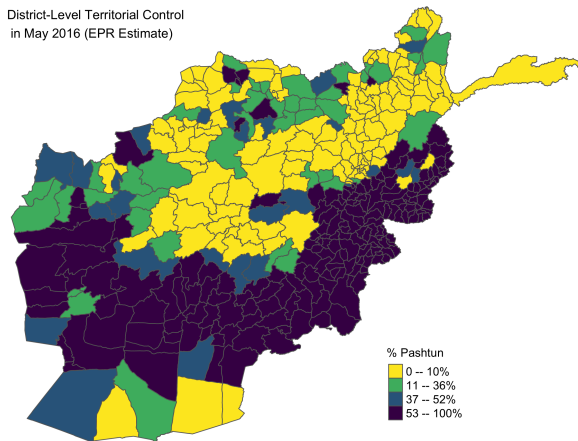 District-Level Territorial Control
in May 2016 (EPR Estimate)
% Pashtun
0 -- 10%
11 -- 36%
37 -- 52%
53 -- 100%